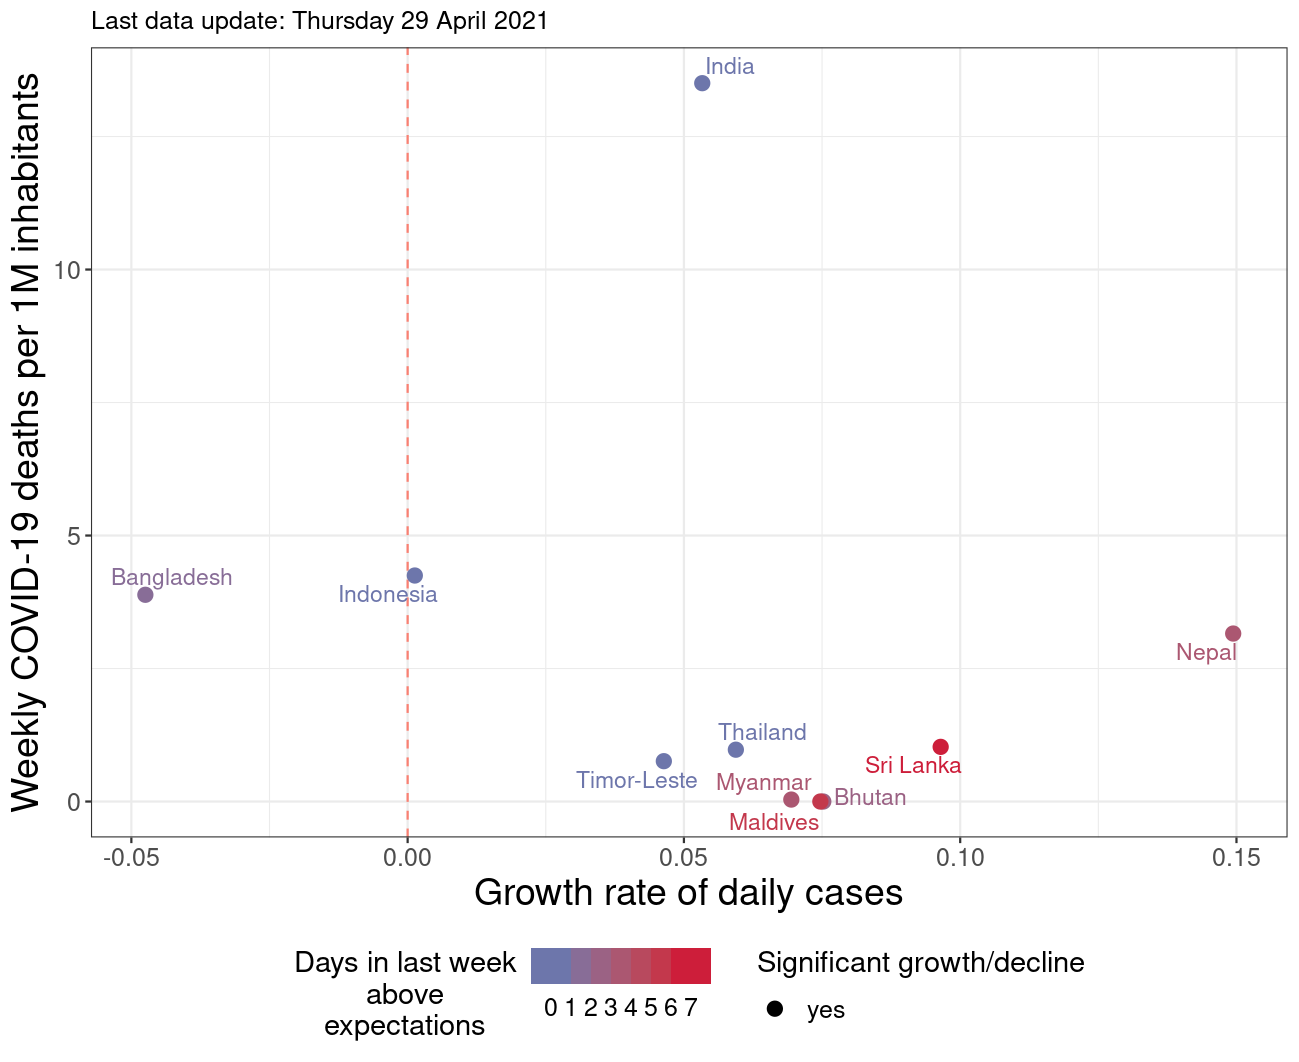 Last data update: Thursday 29 April 2021
Weekly COVID-19 deaths per 1M inhabitants
India
10
5
Bangladesh
Indonesia
Nepal
Thailand
Sri Lanka
Timor-Leste
Myanmar
Bhutan
0
Maldives
-0.05 0.00 0.05 0.10 0.15
Growth rate of daily cases
Days in last week
above
expectations
0 1 2 3 4 5 6 7
Significant growth/decline
yes